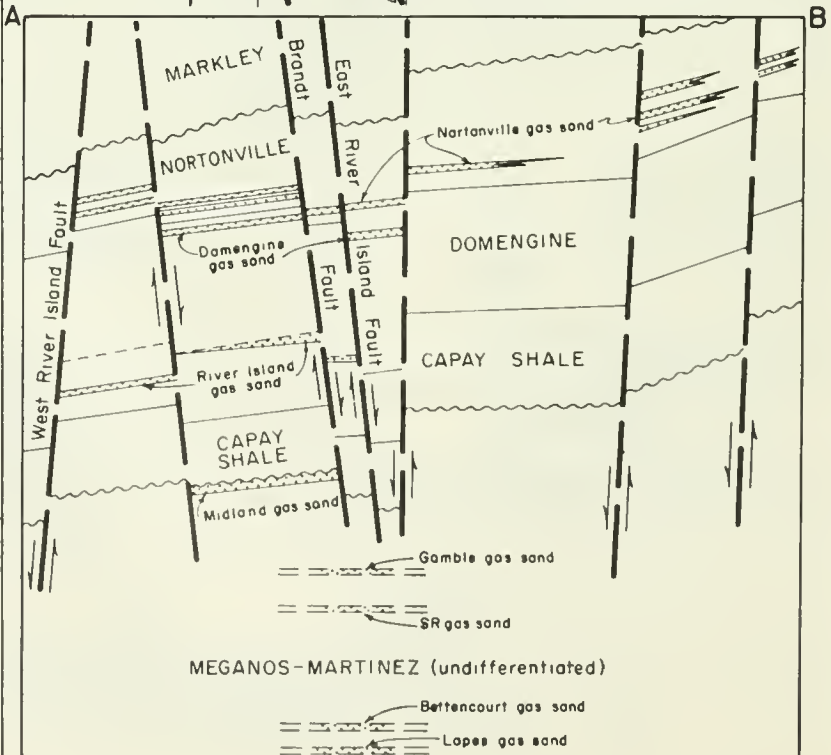 A
B
MARKLEY
Brandt
Fault
East
River
Island
Fault
NORTONVILLE
Nortonville gas sand
West River Island Fault
Domengine
gas sand
DOMENGINE
River Island
gas sand
CAPAY SHALE
CAPAY
SHALE
Midland gas sand
Gamble gas sand
SR gas sand
MEGANOS-MARTINEZ (undifferentiated)
Bettencourt gas sand
Lopes gas sand